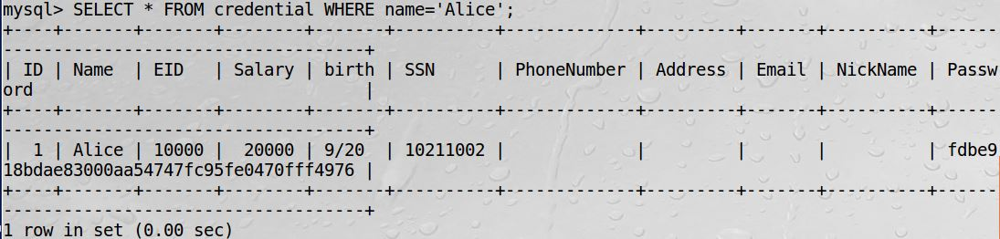 mysql> SELECT * FROM credential WHERE name='Alice';
+----+-------+-------+--------+-------+----------+-------------+---------+-------+----------+------
------------------------------------+
| ID | Name  | EID   | Salary | birth | SSN      | PhoneNumber | Address | Email | NickName | Passw
ord                                 |
+----+-------+-------+--------+-------+----------+-------------+---------+-------+----------+------
------------------------------------+
|  1 | Alice | 10000 |  20000 | 9/20  | 10211002 |             |         |       |          | fdbe9
18bdae83000aa54747fc95fe0470fff4976 |
+----+-------+-------+--------+-------+----------+-------------+---------+-------+----------+------
------------------------------------+
1 row in set (0.00 sec)